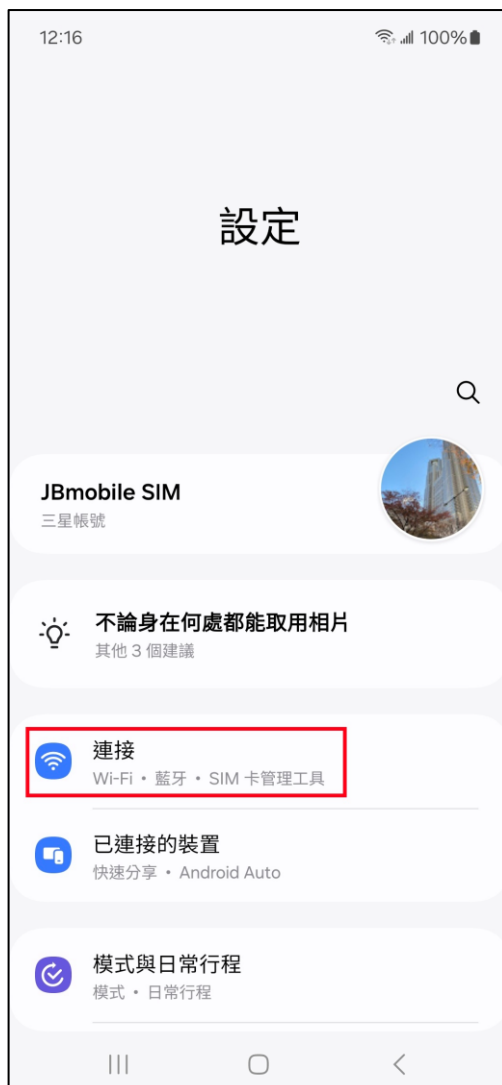 12:16
100%
設定
JBmobile SIM
三星帳號
不論身在何處都能取用相片
其他 3 個建議
連接
Wi-Fi • 藍牙 • SIM 卡管理工具
已連接的裝置
快速分享 • Android Auto
模式與日常行程
模式 • 日常行程